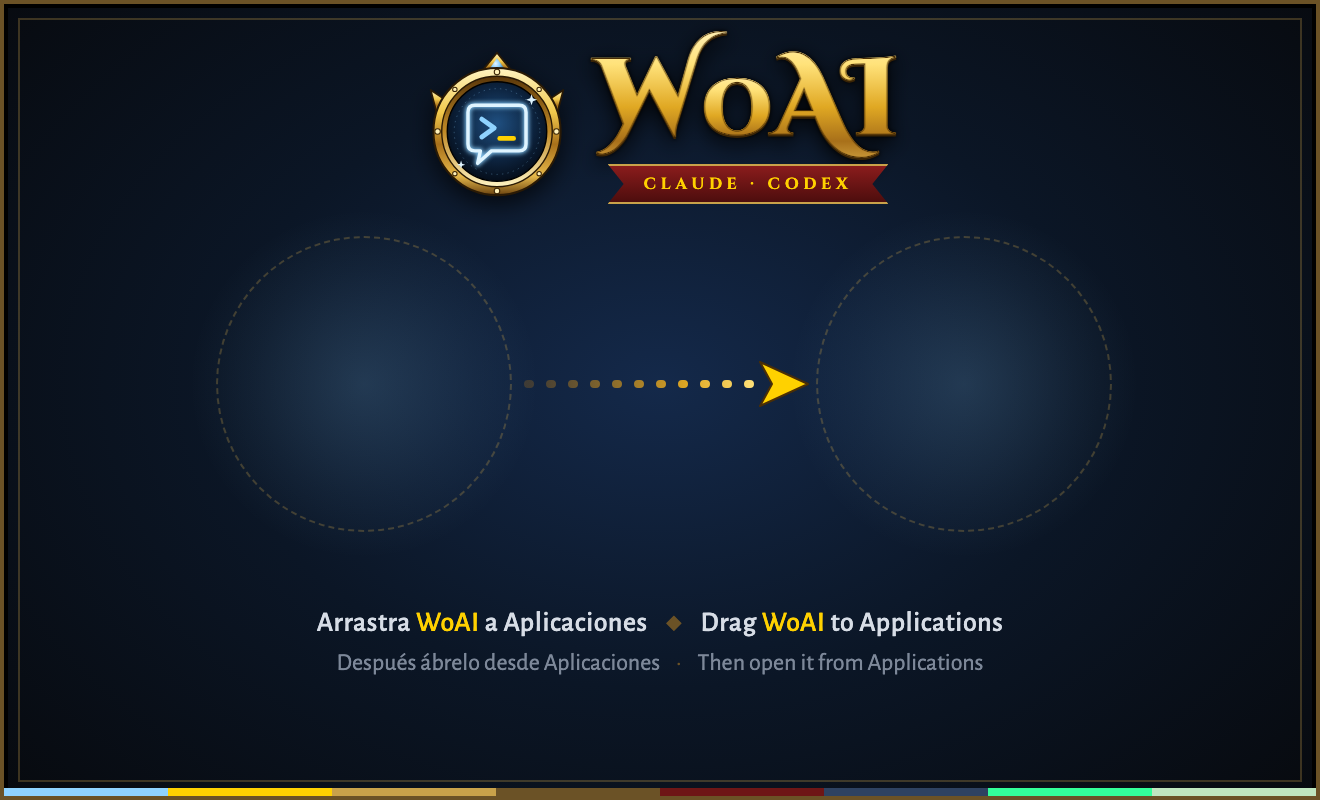 WoAI
CLAUDE · CODEX
Arrastra WoAI a Aplicaciones ◆ Drag WoAI to Applications
Después ábrelo desde Aplicaciones · Then open it from Applications